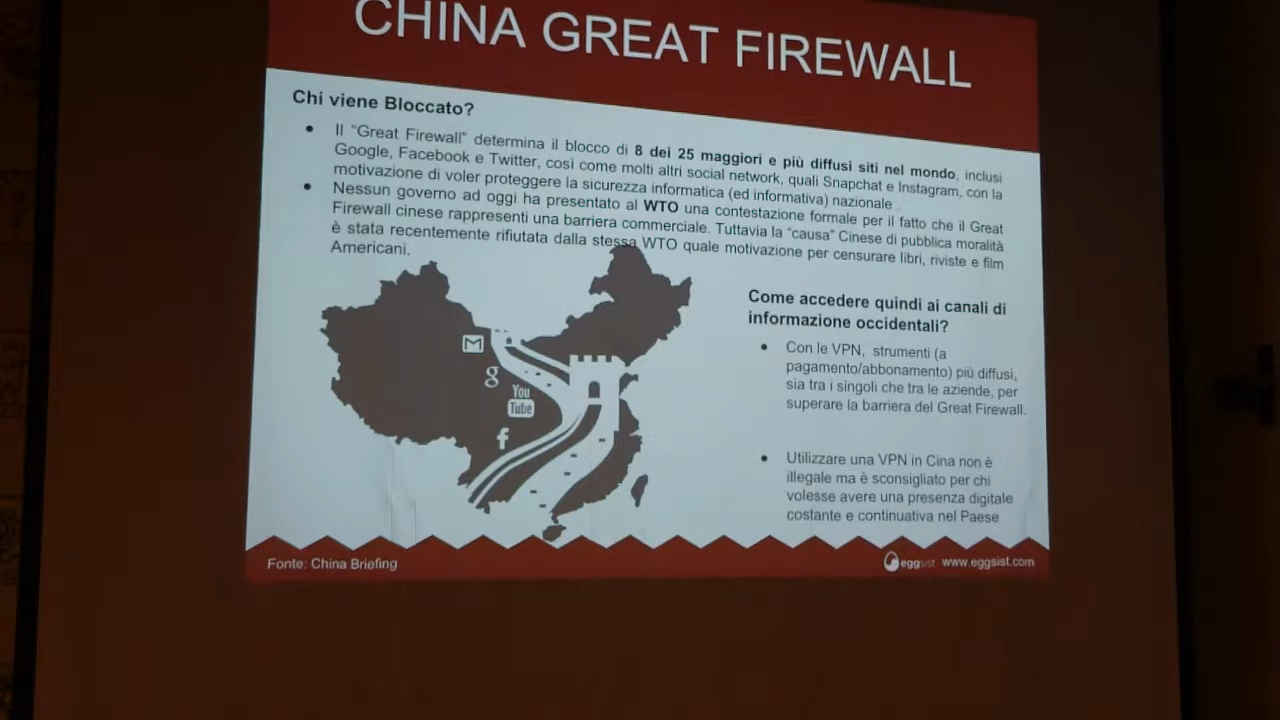 CHINA GREAT FIREWALL
Chi viene Bloccato?
Il "Great Firewall" determina il blocco di 8 dei 25 maggiori e più diffusi siti nel mondo, inclusi
Google, Facebook e Twitter, così come molti altri social network, quali Snapchat e Instagram, con la
motivazione di voler proteggere la sicurezza informatica (ed informativa) nazionale
Nessun governo ad oggi ha presentato al WTO una contestazione formale per il fatto che il Great
Firewall cinese rappresenti una barriera commerciale. Tuttavia la "causa" Cinese di pubblica moralità
è stata recentemente rifiutata dalla stessa WTO quale motivazione per censurare libri, riviste e film
Americani.
g
You
Tube
f
Come accedere quindi ai canali di
informazione occidentali?
Con le VPN, strumenti (a
pagamento/abbonamento) più diffusi,
sia tra i singoli che tra le aziende, per
superare la barriera del Great Firewall.
Utilizzare una VPN in Cina non è
illegale ma è sconsigliato per chi
volesse avere una presenza digitale
costante e continuativa nel Paese
Fonte: China Briefing
eggsist www.eggsist.com